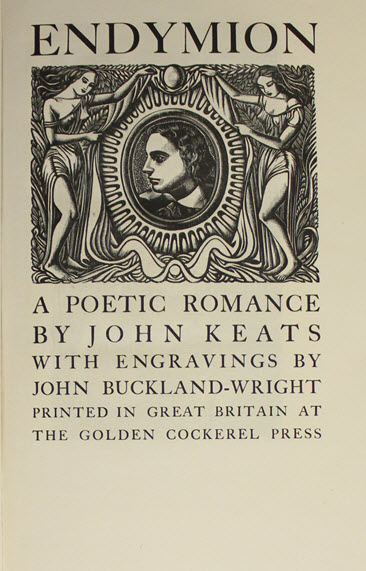 ENDYMION
A POETIC ROMANCE
BY JOHN KEATS
WITH ENGRAVINGS BY
JOHN BUCKLAND-WRIGHT
PRINTED IN GREAT BRITAIN AT
THE GOLDEN COCKEREL PRESS